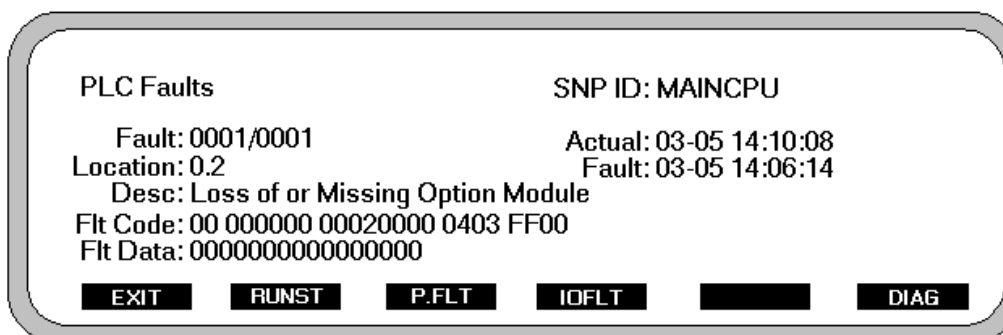 PLC Faults SNP ID: MAINCPU
Fault: 0001/0001 Actual: 03-05 14:10:08
Location: 0.2 Fault: 03-05 14:06:14
Desc: Loss of or Missing Option Module
Flt Code: 00 000000 00020000 0403 FF00
Flt Data: 0000000000000000
EXIT RUNST P.FLT IOFLT DIAG